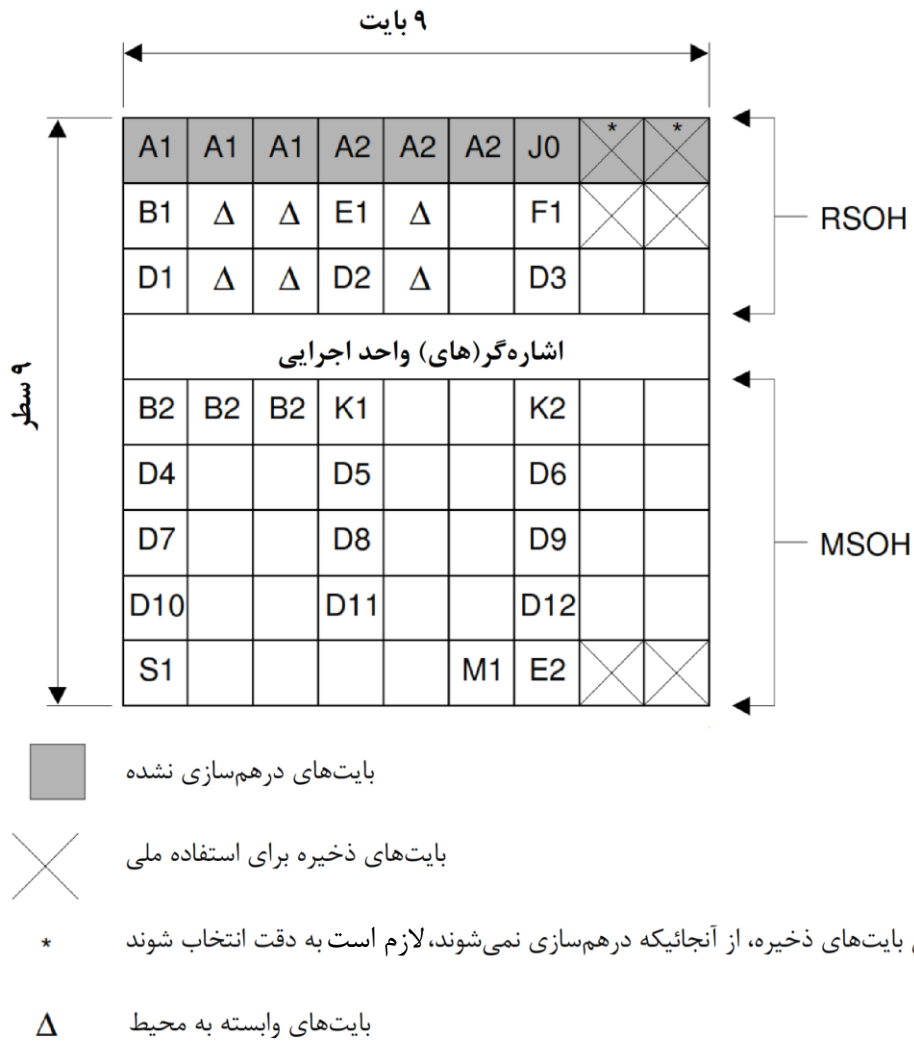 ۹ بایت
۹ سطر
A1 A1 A1 A2 A2 A2 J0 * *
B1 Δ Δ E1 Δ F1
RSOH
D1 Δ Δ D2 Δ D3
اشاره‌گر(های) واحد اجرایی
B2 B2 B2 K1 K2
D4 D5 D6
D7 D8 D9
MSOH
D10 D11 D12
S1 M1 E2
بایت‌های درهم‌سازی نشده
بایت‌های ذخیره برای استفاده ملی
* بایت‌های ذخیره، از آنجائیکه درهم‌سازی نمی‌شوند،لازم است به دقت انتخاب شوند
Δ بایت‌های وابسته به محیط